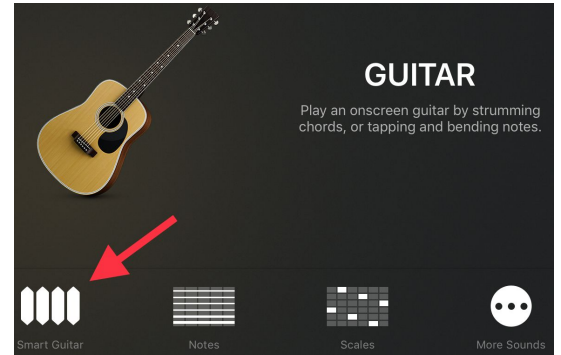 GUITAR
Play an onscreen guitar by strumming
chords, or tapping and bending notes.
Smart Guitar
Notes
Scales
More Sounds